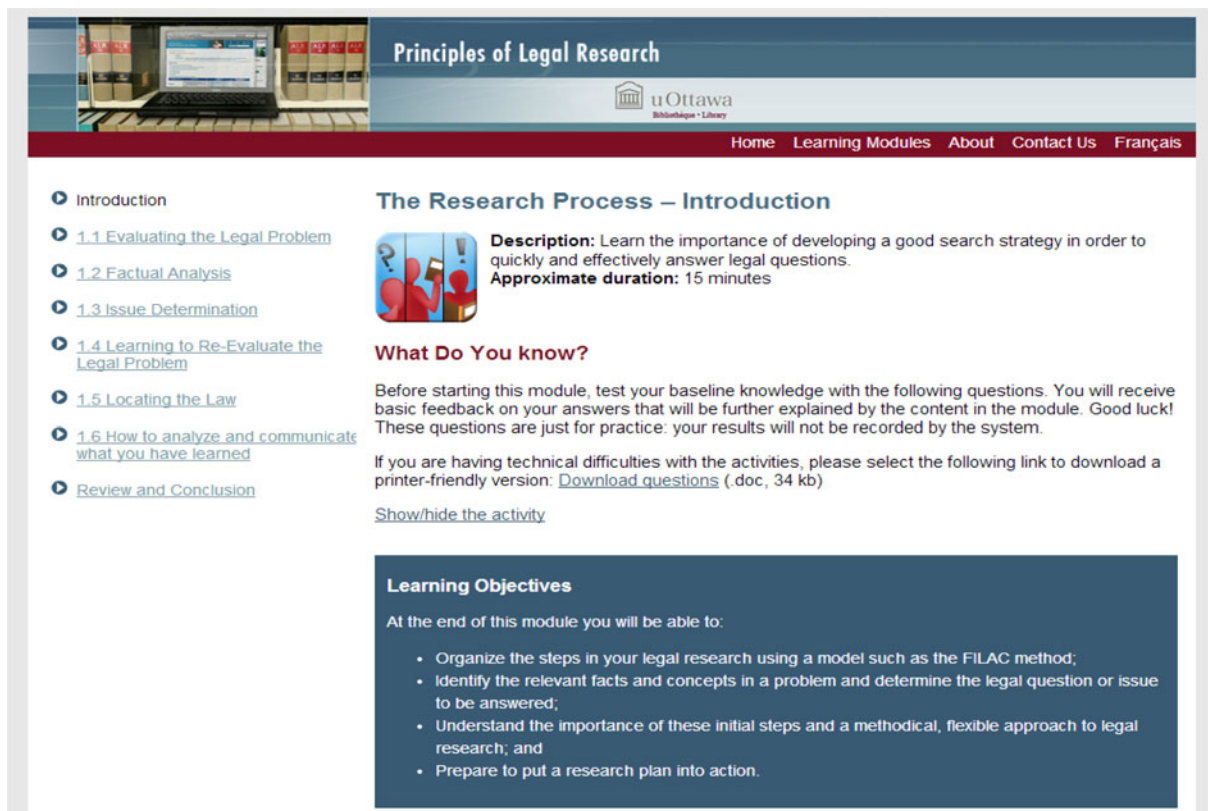 Principles of Legal Research
uOttawa
Bibliothèque • Library
Home Learning Modules About Contact Us Français
Introduction
1.1 Evaluating the Legal Problem
1.2 Factual Analysis
1.3 Issue Determination
1.4 Learning to Re-Evaluate the
Legal Problem
1.5 Locating the Law
1.6 How to analyze and communicate
what you have learned
Review and Conclusion
The Research Process – Introduction
Description: Learn the importance of developing a good search strategy in order to
quickly and effectively answer legal questions.
Approximate duration: 15 minutes
What Do You know?
Before starting this module, test your baseline knowledge with the following questions. You will receive
basic feedback on your answers that will be further explained by the content in the module. Good luck!
These questions are just for practice: your results will not be recorded by the system.
If you are having technical difficulties with the activities, please select the following link to download a
printer-friendly version: Download questions (.doc, 34 kb)
Show/hide the activity
Learning Objectives
At the end of this module you will be able to:
• Organize the steps in your legal research using a model such as the FILAC method;
• Identify the relevant facts and concepts in a problem and determine the legal question or issue
to be answered;
• Understand the importance of these initial steps and a methodical, flexible approach to legal
research; and
• Prepare to put a research plan into action.